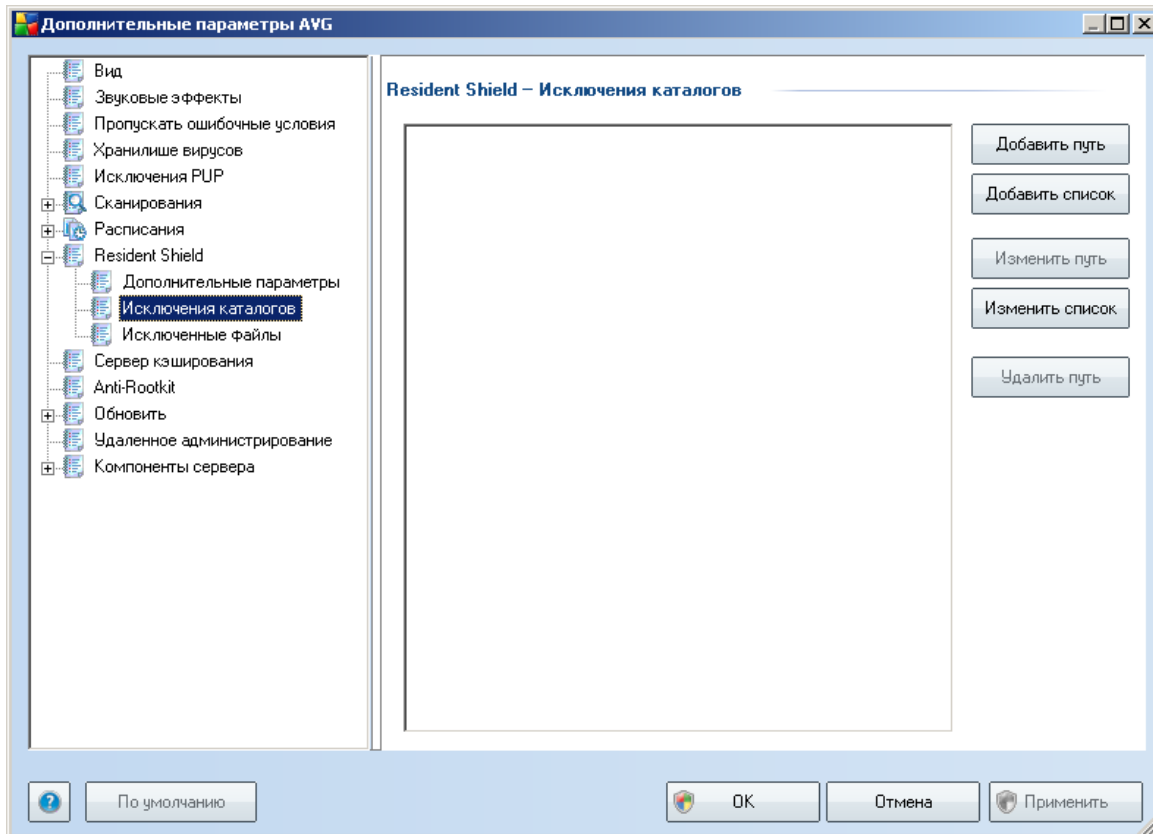 Дополнительные параметры AVG
Вид
Звуковые эффекты
Пропускать ошибочные условия
Хранилише вирусов
Исключения PUP
Сканирования
Расписания
Resident Shield
Дополнительные параметры
Исключения каталогов
Исключенные файлы
Сервер кэширования
Anti-Rootkit
Обновить
Удаленное администрирование
Компоненты сервера
Resident Shield – Исключения каталогов
Добавить путь
Добавить список
Изменить путь
Изменить список
Удалить путь
По умолчанию
OK
Отмена
Применить